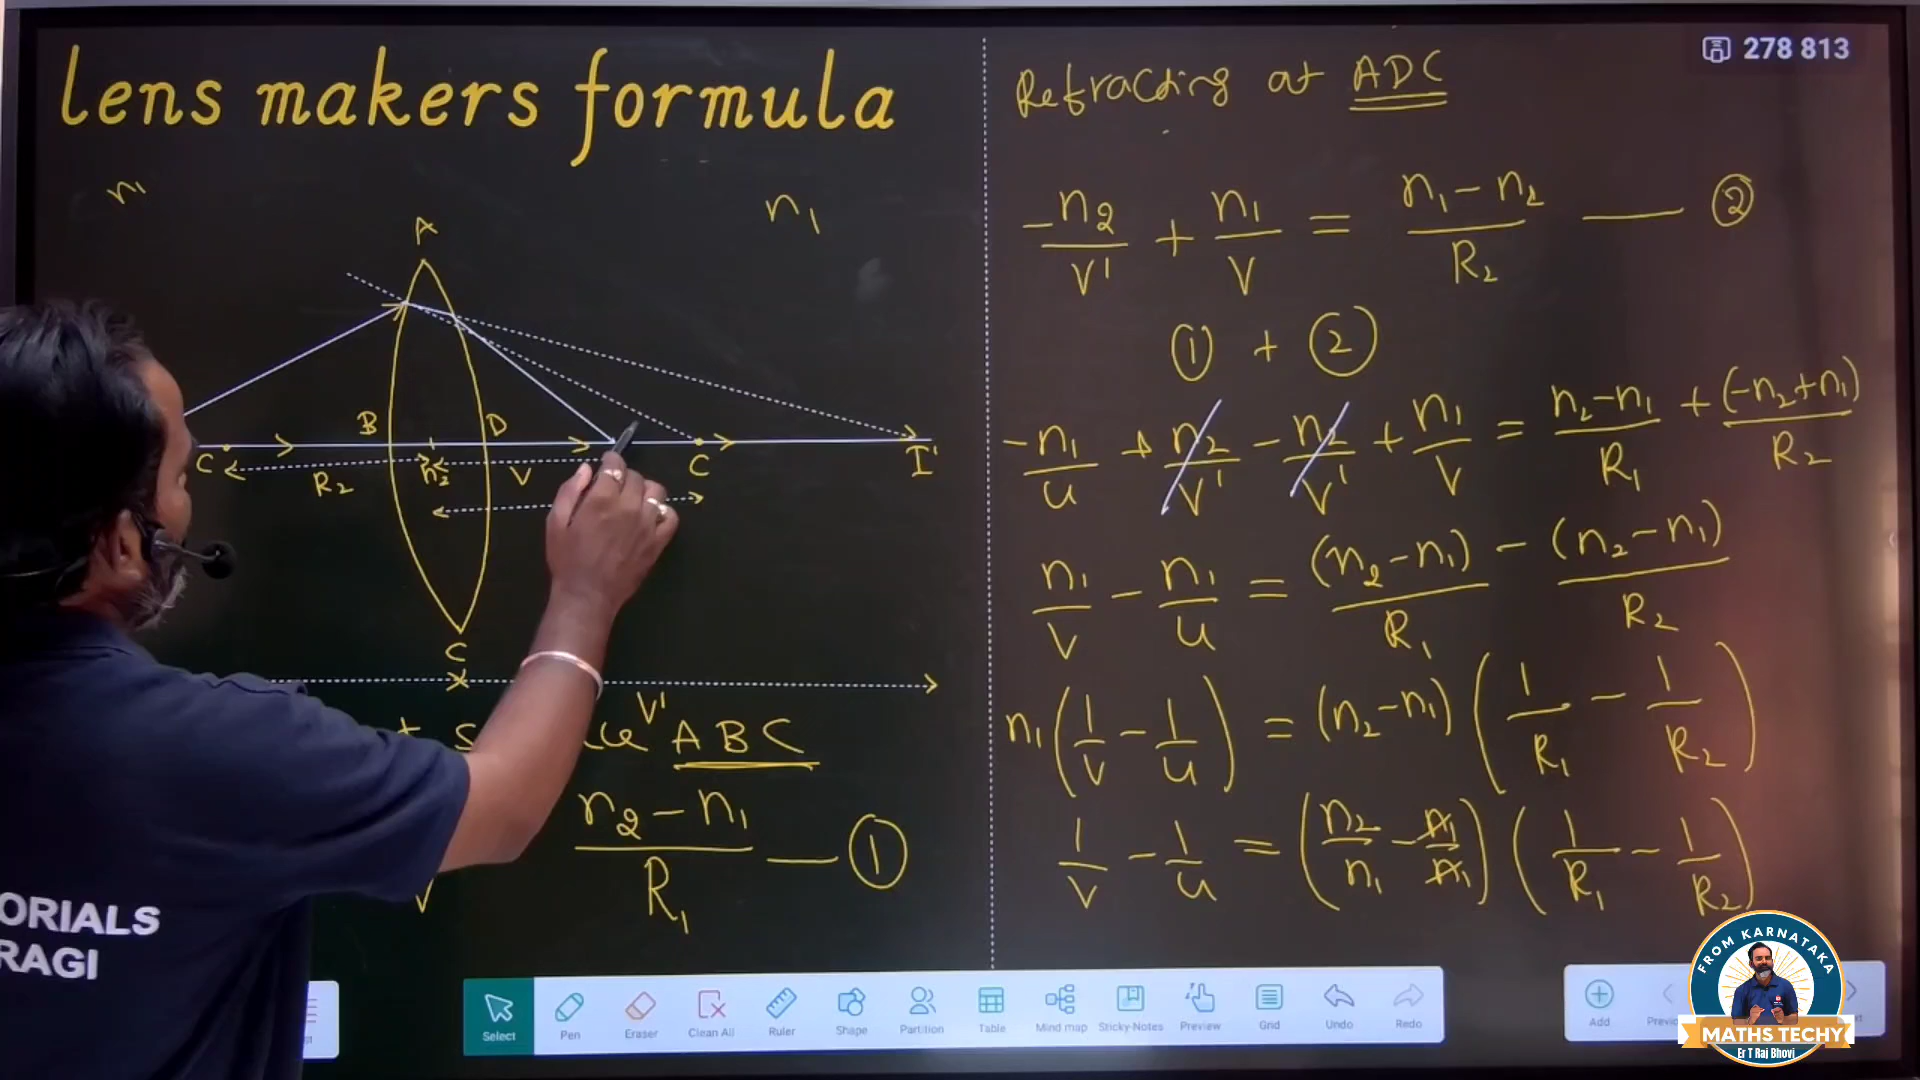 lens makers formula
278 813
Refracting at ADC
n1
n1
A
B
D
C
R2
n2
V
C
I'
C
V'
ABC
n2 - n1 / R1 — ①
V
-n2/V' + n1/V = n1 - n2 / R2 — ②
① + ②
-n1/u + n2/V' - n2/V' + n1/V = n2-n1/R1 + (-n2+n1)/R2
n1/V - n1/u = (n2-n1)/R1 - (n2-n1)/R2
n1(1/V - 1/u) = (n2-n1)(1/R1 - 1/R2)
1/V - 1/u = (n2/n1 - n1/n1)(1/R1 - 1/R2)
ORIALS
RAGI
Select
Pen
Eraser
Clean All
Ruler
Shape
Partition
Table
Mind map
Sticky-Notes
Preview
Grid
Undo
Redo
Add
FROM KARNATAKA
MATHS TECHY
Er T Raj Bhovi